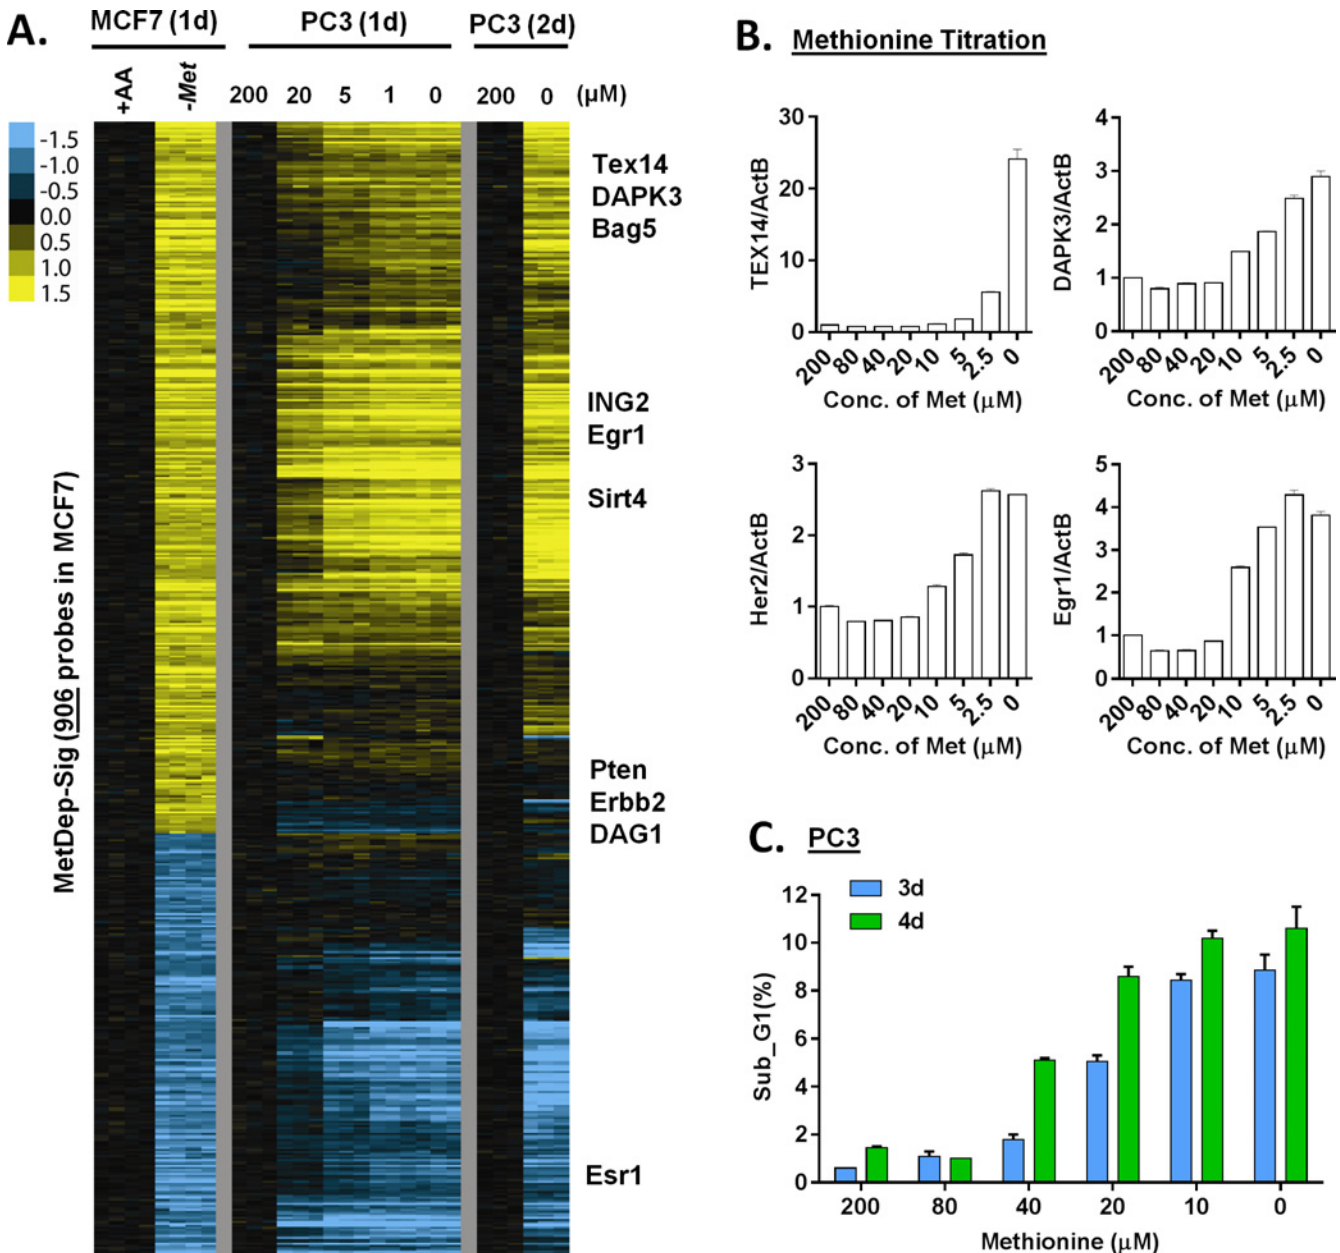 A.
MCF7 (1d) PC3 (1d) PC3 (2d)
+AA -Met 200 20 5 1 0 200 0 (µM)
-1.5
-1.0
-0.5
0.0
0.5
1.0
1.5
MetDep-Sig (906 probes in MCF7)
Tex14
DAPK3
Bag5
ING2
Egr1
Sirt4
Pten
Erbb2
DAG1
Esr1
B. Methionine Titration
TEX14/ActB
30
20
10
0
200 80 40 20 10 5 2.5 0
Conc. of Met (µM)
DAPK3/ActB
4
3
2
1
0
200 80 40 20 10 5 2.5 0
Conc. of Met (µM)
Her2/ActB
3
2
1
0
200 80 40 20 10 5 2.5 0
Conc. of Met (µM)
Egr1/ActB
5
4
3
2
1
0
200 80 40 20 10 5 2.5 0
Conc. of Met (µM)
C. PC3
3d
4d
Sub_G1(%)
12
10
8
6
4
2
0
200 80 40 20 10 0
Methionine (µM)